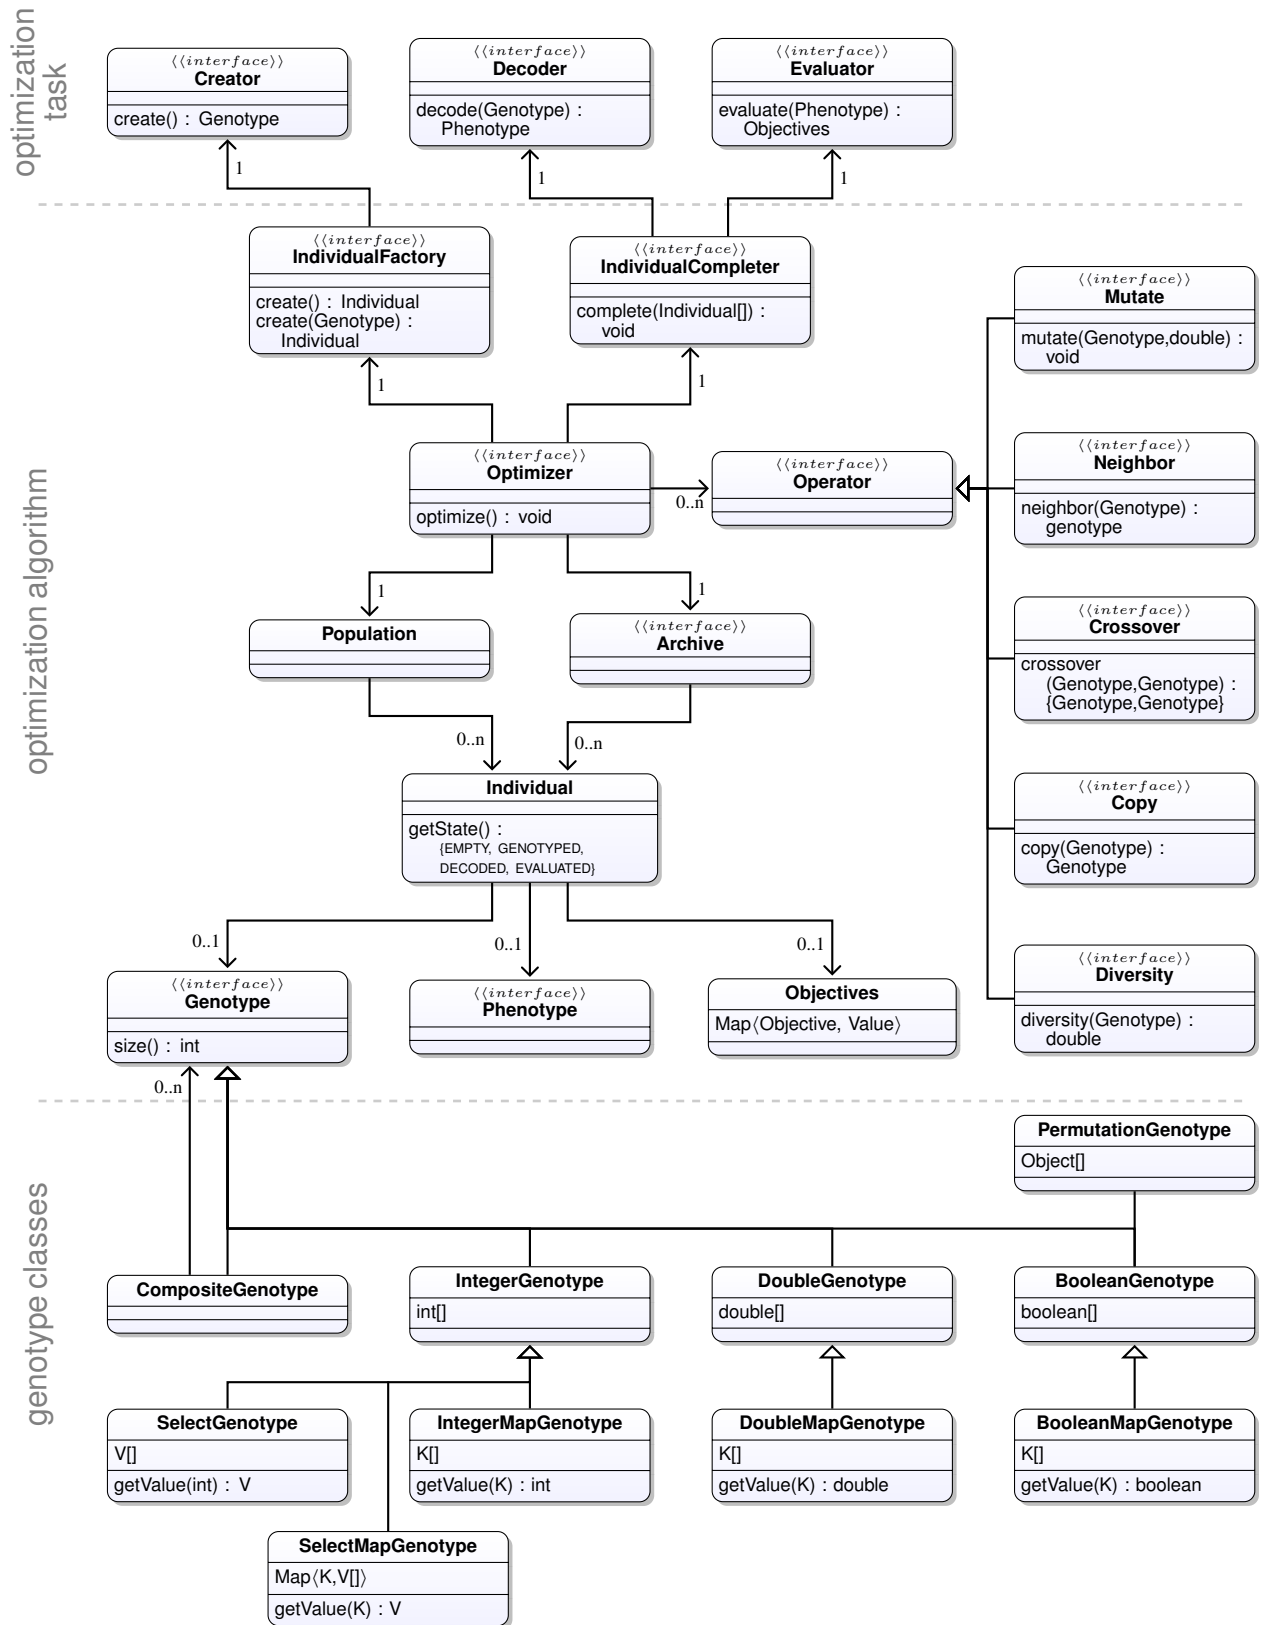 optimization
task
⟨⟨interface⟩⟩
Creator
create() : Genotype
⟨⟨interface⟩⟩
Decoder
decode(Genotype) :
Phenotype
⟨⟨interface⟩⟩
Evaluator
evaluate(Phenotype) :
Objectives
1
1
1
optimization algorithm
⟨⟨interface⟩⟩
IndividualFactory
create() : Individual
create(Genotype) :
Individual
⟨⟨interface⟩⟩
IndividualCompleter
complete(Individual[]) :
void
⟨⟨interface⟩⟩
Mutate
mutate(Genotype,double) :
void
1
1
⟨⟨interface⟩⟩
Optimizer
optimize() : void
0..n
⟨⟨interface⟩⟩
Operator
⟨⟨interface⟩⟩
Neighbor
neighbor(Genotype) :
genotype
1
1
Population
⟨⟨interface⟩⟩
Archive
⟨⟨interface⟩⟩
Crossover
crossover
(Genotype,Genotype) :
{Genotype,Genotype}
0..n
0..n
Individual
getState() :
{EMPTY, GENOTYPED,
DECODED, EVALUATED}
⟨⟨interface⟩⟩
Copy
copy(Genotype) :
Genotype
0..1
0..1
0..1
⟨⟨interface⟩⟩
Genotype
size() : int
⟨⟨interface⟩⟩
Phenotype
Objectives
Map⟨Objective, Value⟩
⟨⟨interface⟩⟩
Diversity
diversity(Genotype) :
double
0..n
genotype classes
PermutationGenotype
Object[]
CompositeGenotype
IntegerGenotype
int[]
DoubleGenotype
double[]
BooleanGenotype
boolean[]
SelectGenotype
V[]
getValue(int) : V
IntegerMapGenotype
K[]
getValue(K) : int
DoubleMapGenotype
K[]
getValue(K) : double
BooleanMapGenotype
K[]
getValue(K) : boolean
SelectMapGenotype
Map⟨K,V[]⟩
getValue(K) : V